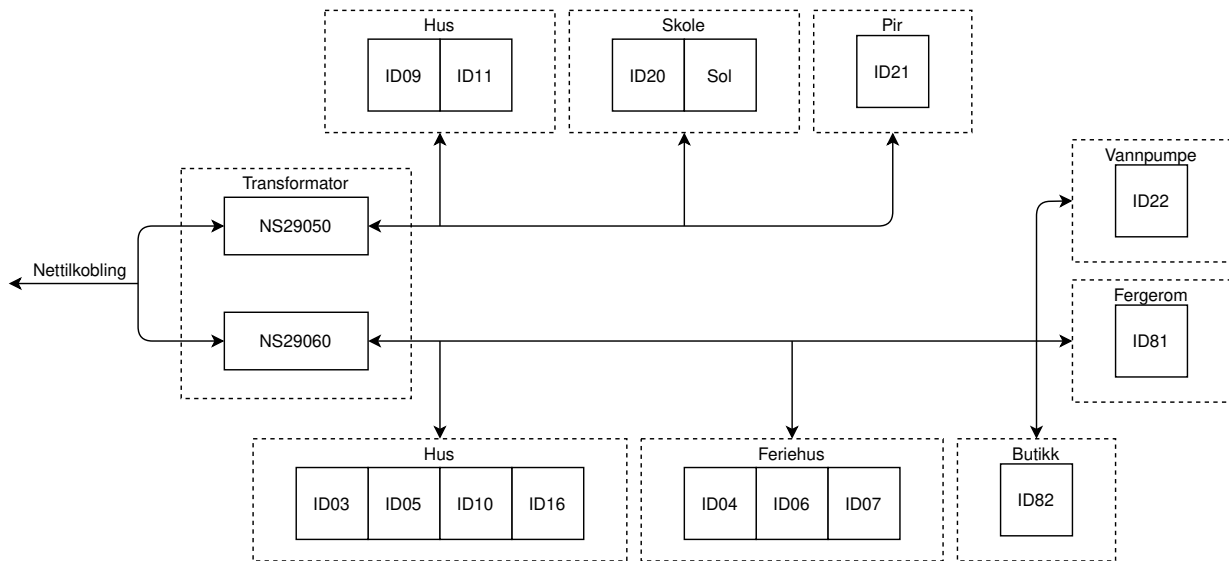 Hus
ID09 ID11
Skole
ID20 Sol
Pir
ID21
Vannpumpe
ID22
Transformator
NS29050
Nettilkobling
NS29060
Fergerom
ID81
Hus
ID03 ID05 ID10 ID16
Feriehus
ID04 ID06 ID07
Butikk
ID82